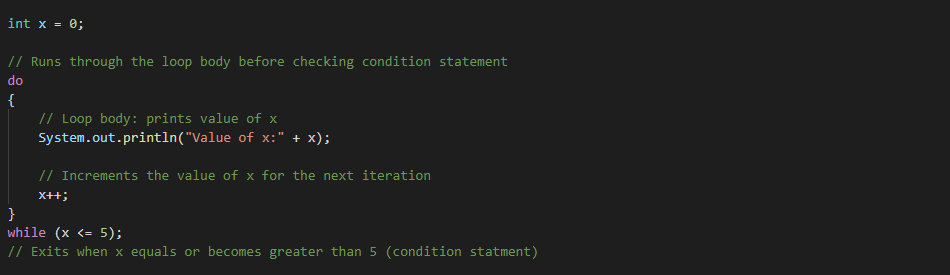 int x = 0;
// Runs through the loop body before checking condition statement
do
{
// Loop body: prints value of x
System.out.println("Value of x:" + x);
// Increments the value of x for the next iteration
x++;
}
while (x <= 5);
// Exits when x equals or becomes greater than 5 (condition statment)